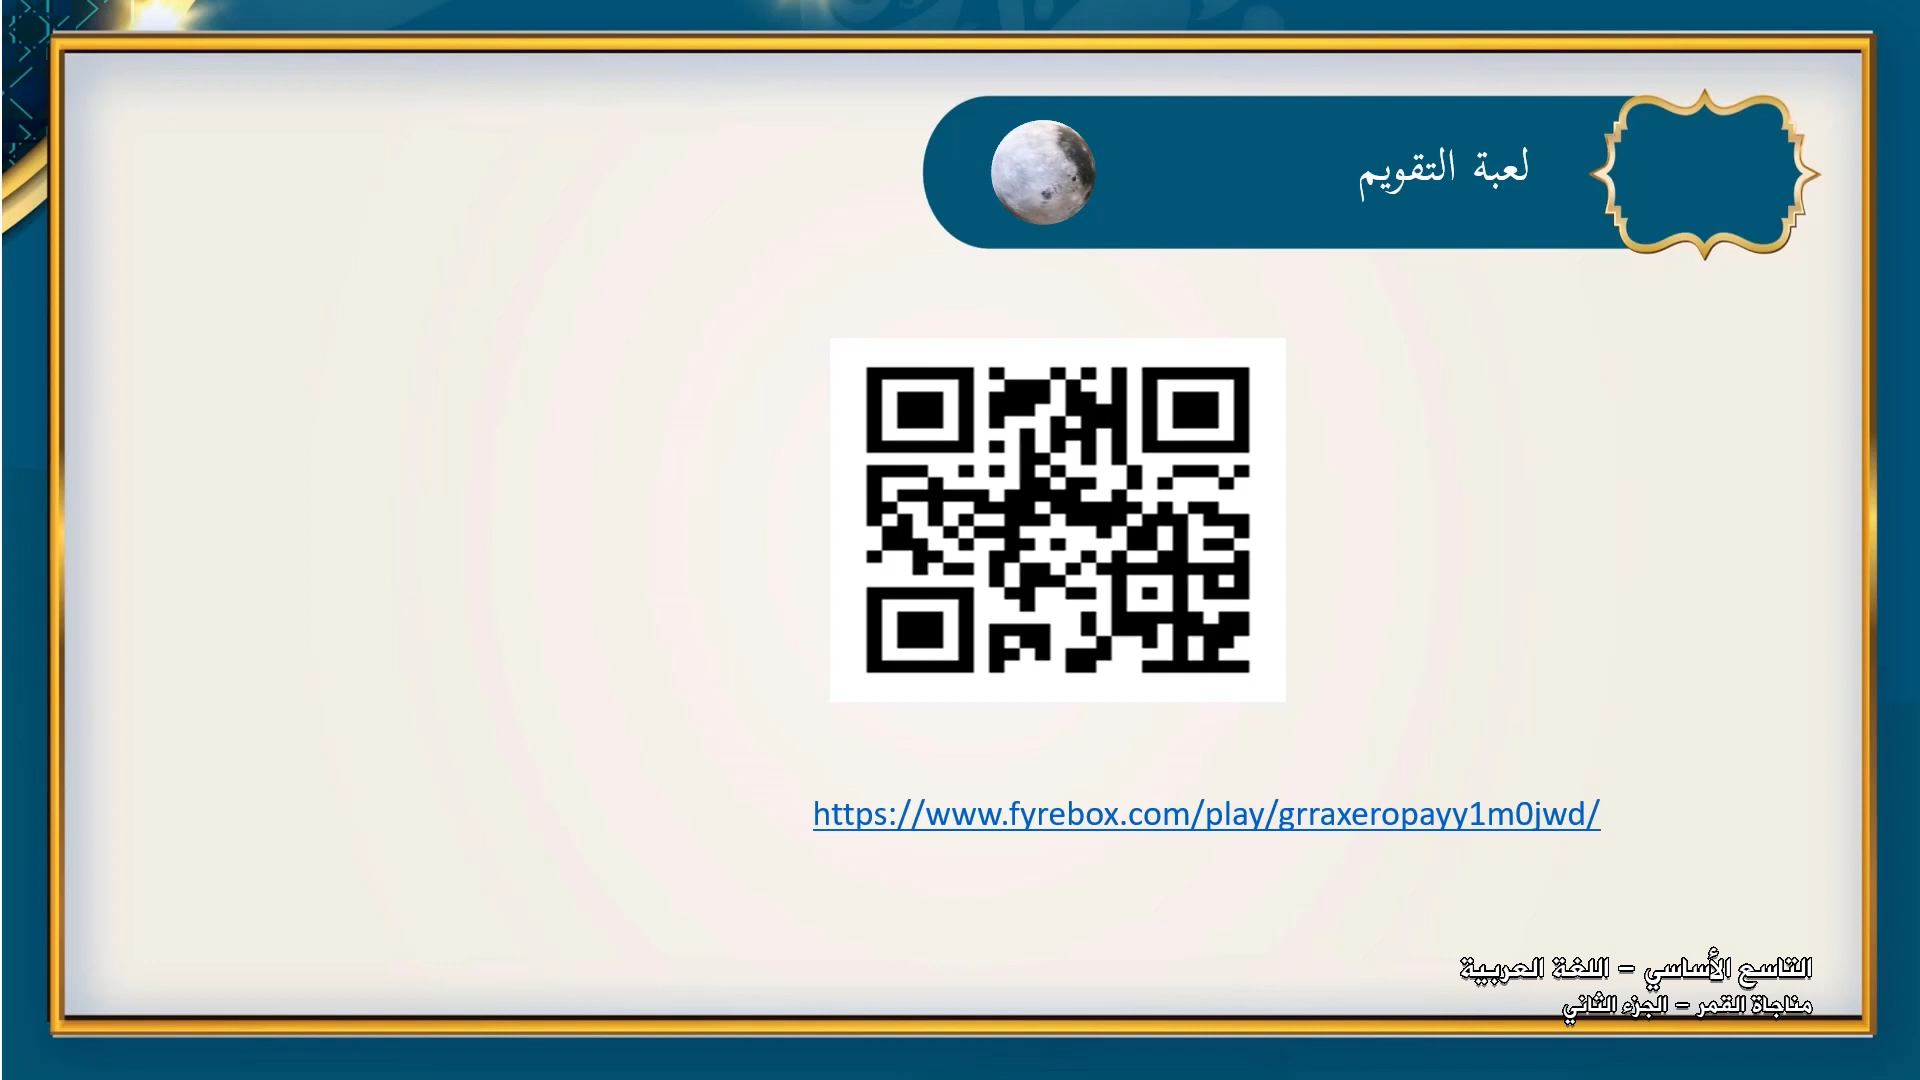 لعبة التقويم
https://www.fyrebox.com/play/grraxeropayy1m0jwd/
التاسع الأساسي – اللغة العربية
مناجاة القمر – الجزء الثاني